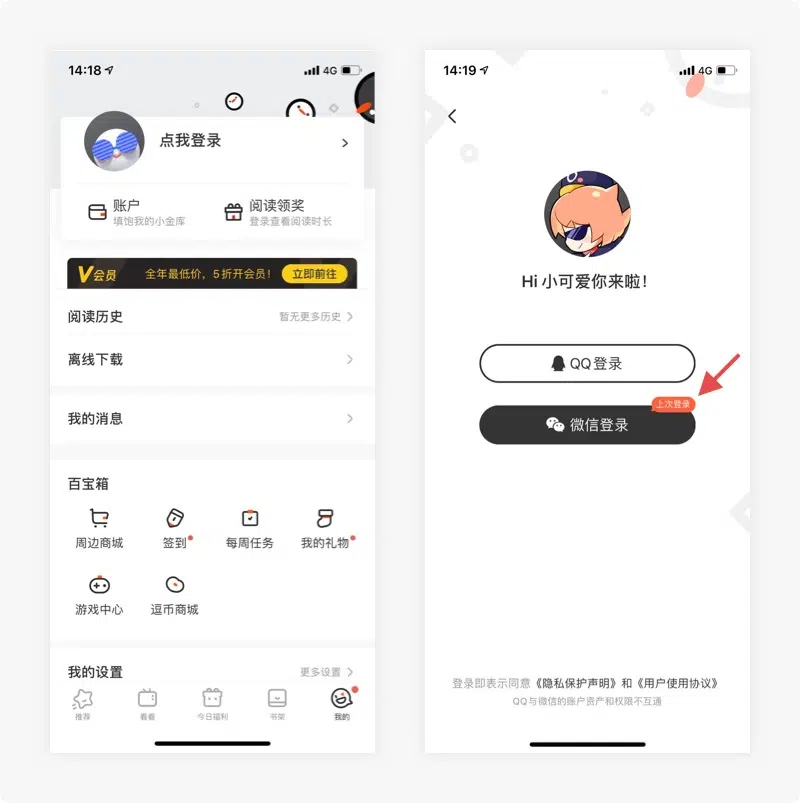 14:18
4G
点我登录
账户
填饱我的小金库
阅读领奖
登录查看阅读时长
V会员
全年最低价，5折开会员！
立即前往
阅读历史
暂无更多历史
离线下载
我的消息
百宝箱
周边商城
签到
每周任务
我的礼物
游戏中心
逗币商城
我的设置
更多设置
推荐
看看
今日福利
书架
我的
14:19
4G
Hi 小可爱你来啦！
QQ登录
上次登录
微信登录
登录即表示同意《隐私保护声明》和《用户使用协议》
QQ与微信的账户资产和权限不互通